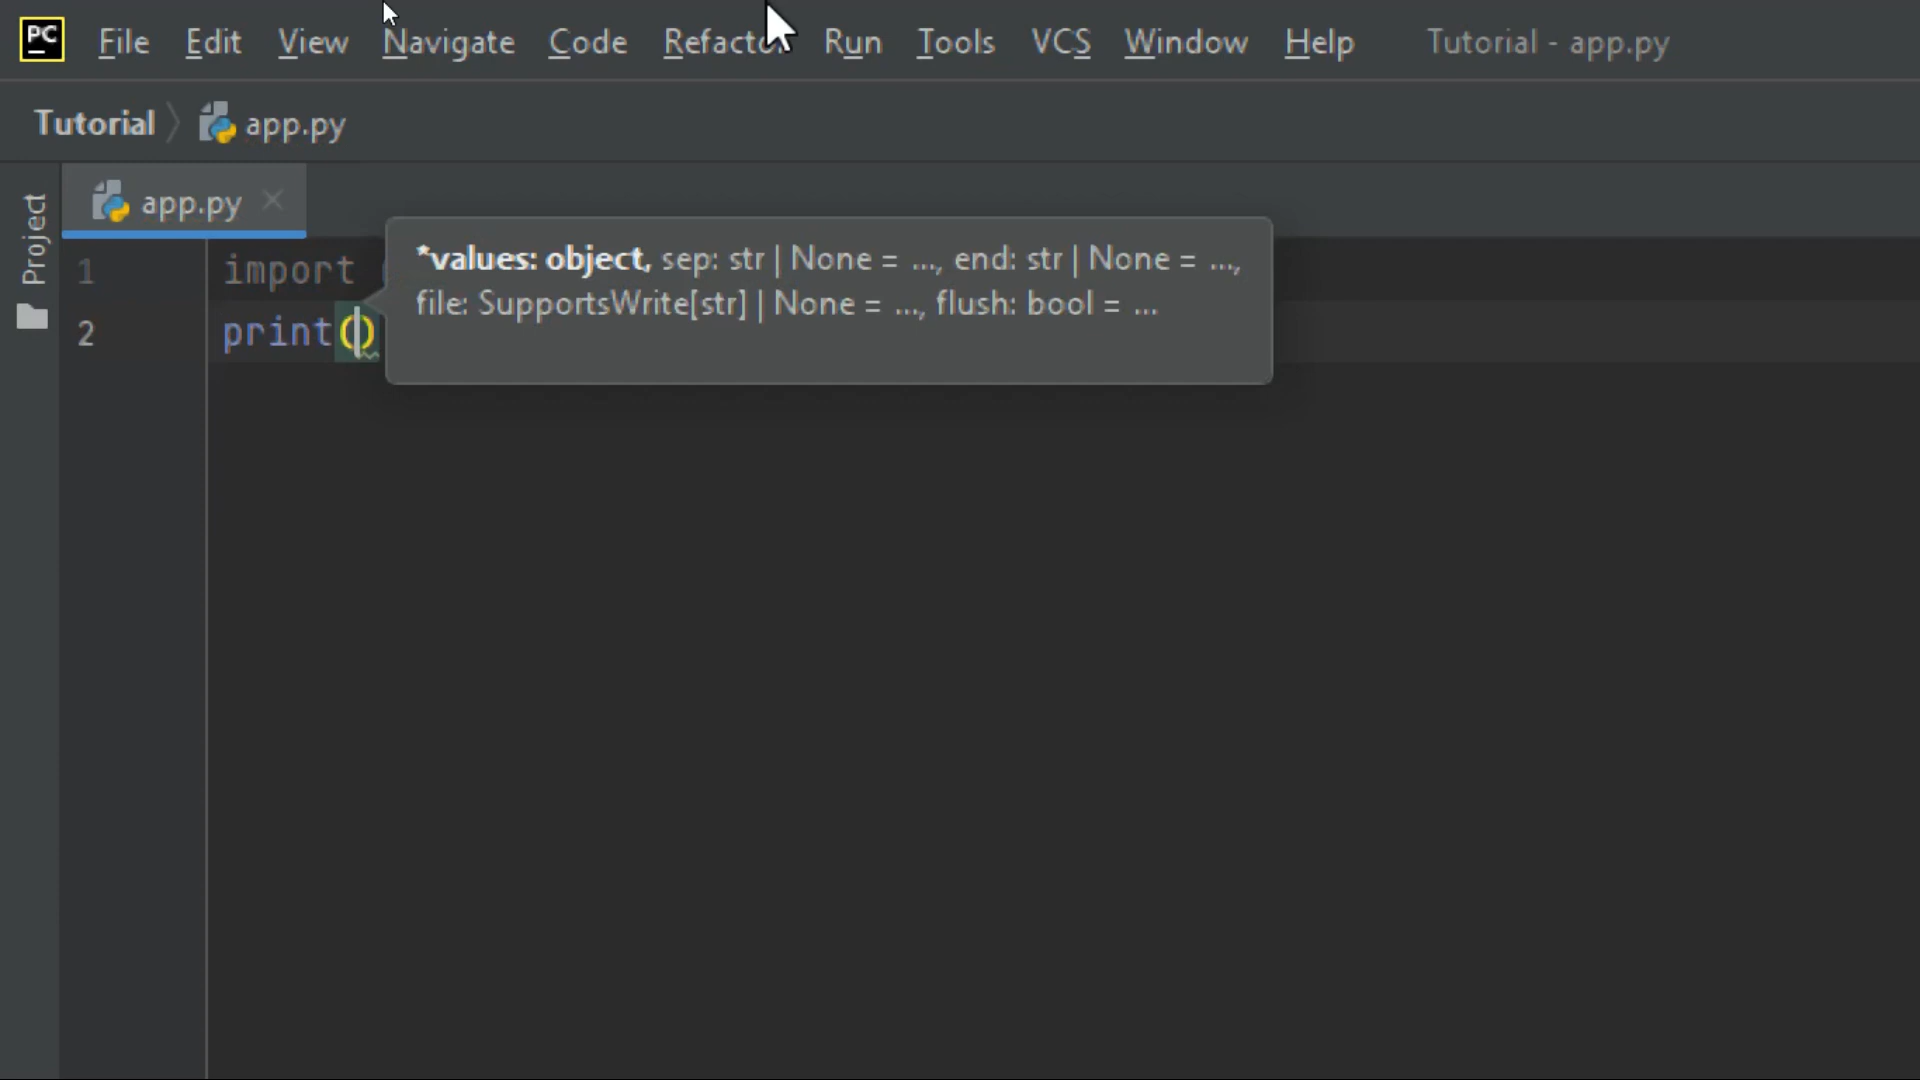 PC File Edit View Navigate Code Refactor Run Tools VCS Window Help Tutorial - app.py
Tutorial app.py
Project
app.py
*values: object, sep: str | None = ..., end: str | None = ...,
file: SupportsWrite[str] | None = ..., flush: bool = ...
1 import
2 print()